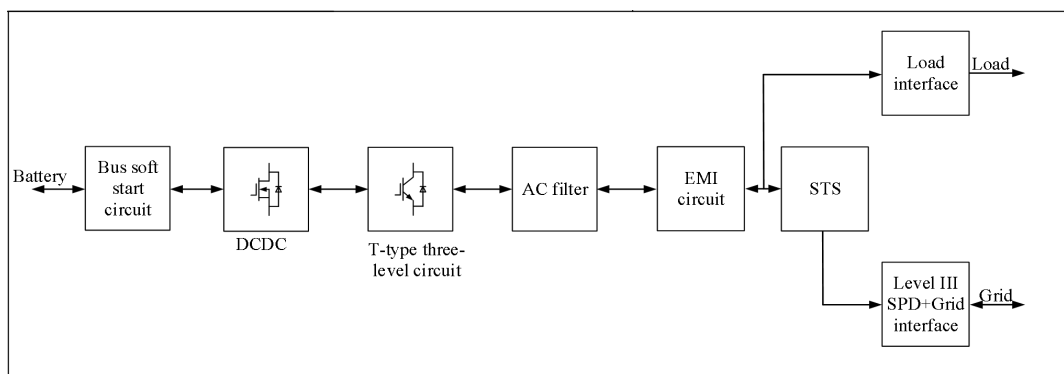 Battery
Bus soft
start
circuit
DCDC
T-type three-
level circuit
AC filter
EMI
circuit
STS
Load
interface
Load
Level III
SPD+Grid
interface
Grid